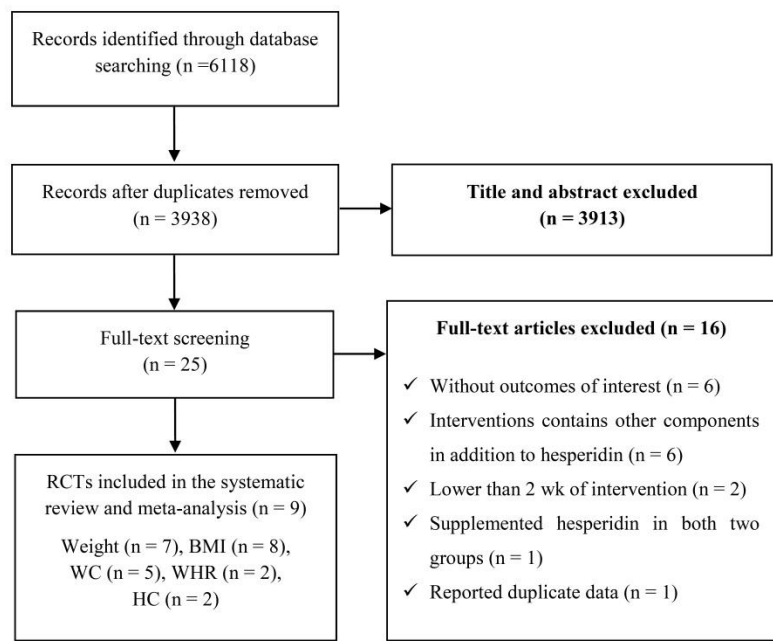 Records identified through database
searching (n =6118)
Records after duplicates removed
(n = 3938)
Title and abstract excluded
(n = 3913)
Full-text screening
(n = 25)
Full-text articles excluded (n = 16)
✓ Without outcomes of interest (n = 6)
✓ Interventions contains other components
in addition to hesperidin (n = 6)
✓ Lower than 2 wk of intervention (n = 2)
✓ Supplemented hesperidin in both two
groups (n = 1)
✓ Reported duplicate data (n = 1)
RCTs included in the systematic
review and meta-analysis (n = 9)
Weight (n = 7), BMI (n = 8),
WC (n = 5), WHR (n = 2),
HC (n = 2)